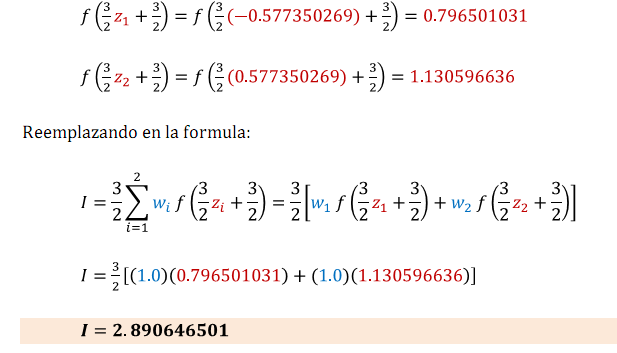 f(3/2 z₁ + 3/2) = f(3/2 (−0.577350269) + 3/2) = 0.796501031
f(3/2 z₂ + 3/2) = f(3/2 (0.577350269) + 3/2) = 1.130596636
Reemplazando en la formula:
I = 3/2 ∑_{i=1}^{2} wᵢ f(3/2 zᵢ + 3/2) = 3/2 [w₁ f(3/2 z₁ + 3/2) + w₂ f(3/2 z₂ + 3/2)]
I = 3/2 [(1.0)(0.796501031) + (1.0)(1.130596636)]
I = 2.890646501